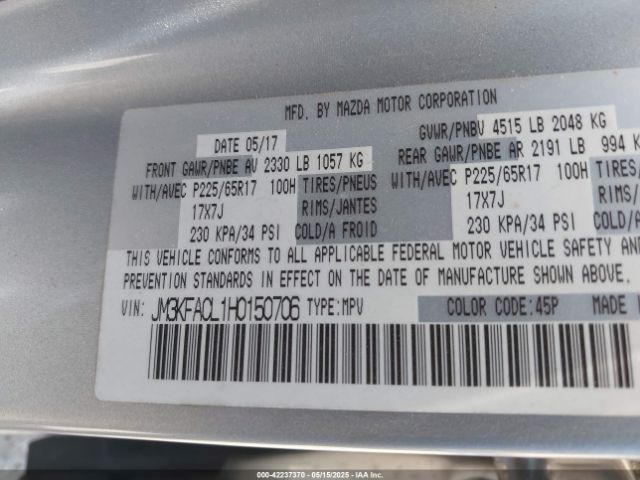 MFD. BY MAZDA MOTOR CORPORATION
DATE 05/17 GVWR/PNBV 4515 LB 2048 KG
FRONT GAWR/PNBE AV 2330 LB 1057 KG REAR GAWR/PNBE AR 2191 LB 994 K
WITH/AVEC P225/65R17 100H TIRES/PNEUS WITH/AVEC P225/65R17 100H TIRES/
17X7J RIMS/JANTES 17X7J RIMS/
230 KPA/34 PSI COLD/A FROID 230 KPA/34 PSI COLD/A
THIS VEHICLE CONFORMS TO ALL APPLICABLE FEDERAL MOTOR VEHICLE SAFETY AND
PREVENTION STANDARDS IN EFFECT ON THE DATE OF MANUFACTURE SHOWN ABOVE.
VIN: JM3KFACL1H0150706 TYPE:MPV COLOR CODE:45P MADE
000-42237370 - 05/15/2025 - IAA Inc.